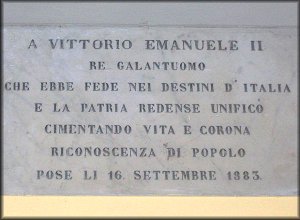 A VITTORIO EMANUELE II
RE GALANTUOMO
CHE EBBE FEDE NEI DESTINI D'ITALIA
E LA PATRIA REDENSE UNIFICO
CIMENTANDO VITA E CORONA
RICONOSCENZA DI POPOLO
POSE LI 16. SETTEMBRE 1883.